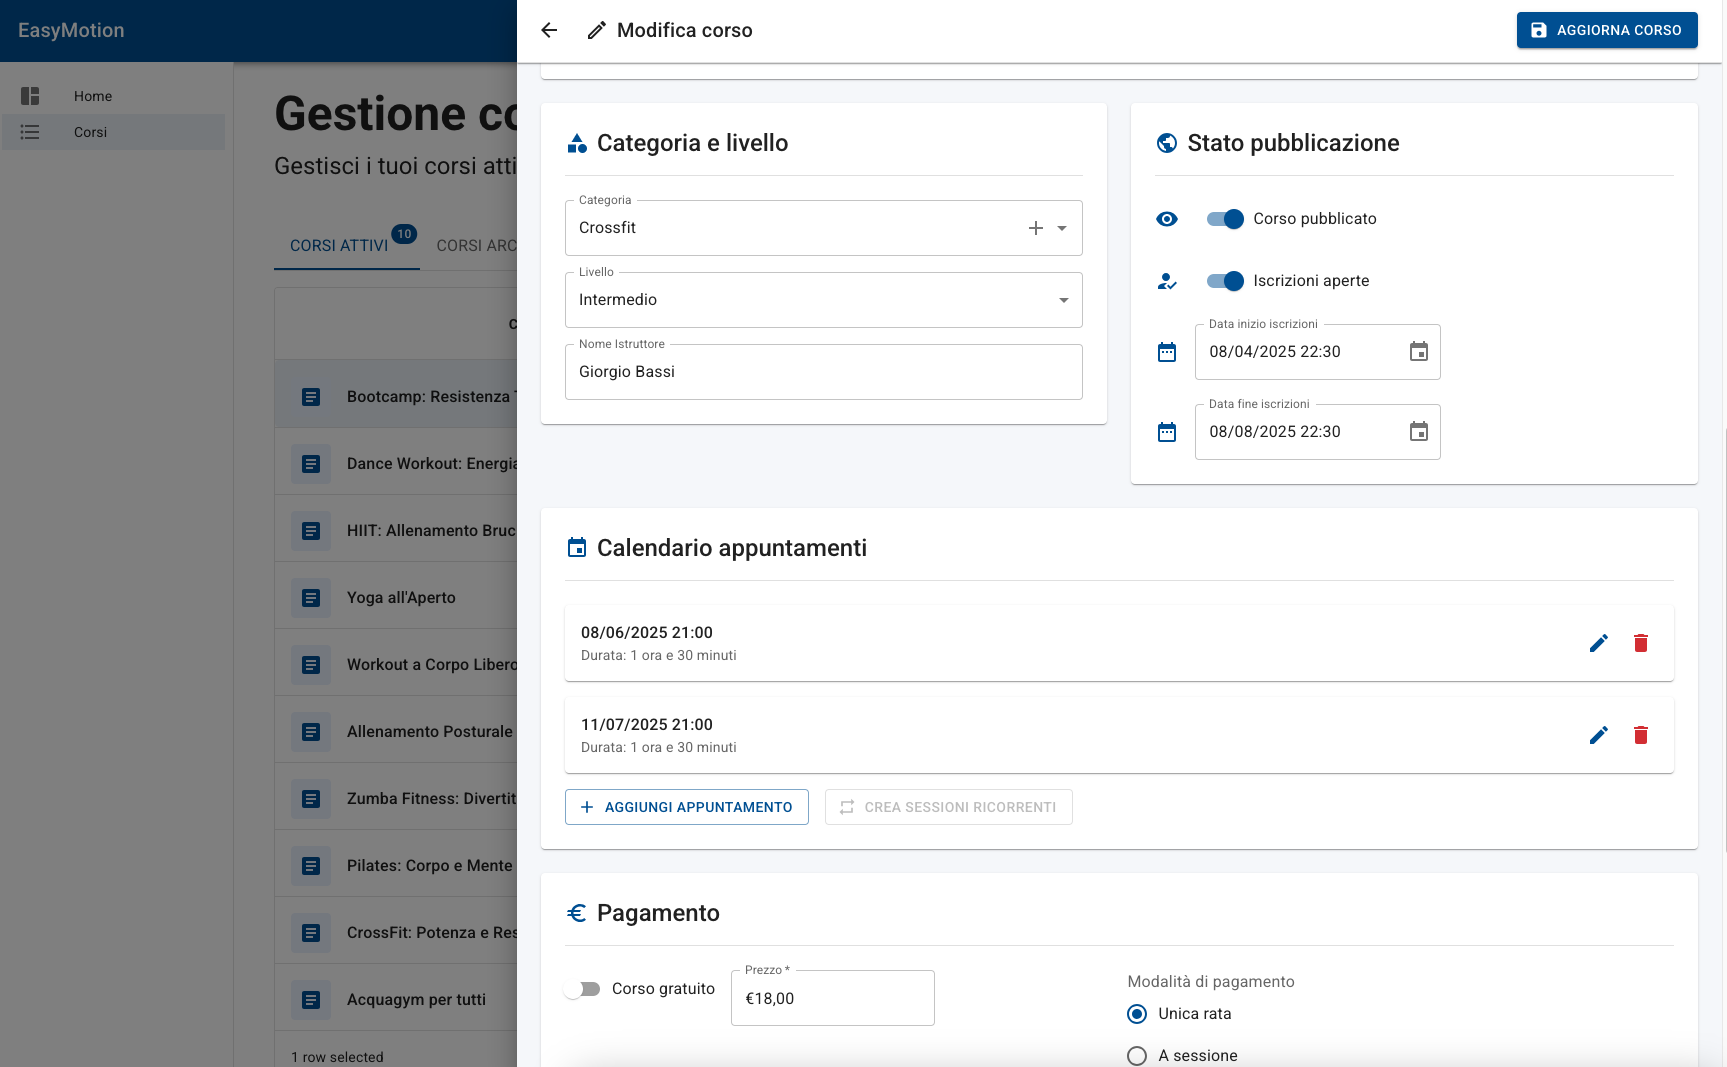 EasyMotion
Home
Corsi
Gestione co
Gestisci i tuoi corsi atti
CORSI ATTIVI 10 CORSI ARC
C
Bootcamp: Resistenza T
Dance Workout: Energia
HIIT: Allenamento Bruc
Yoga all'Aperto
Workout a Corpo Libero
Allenamento Posturale
Zumba Fitness: Divertit
Pilates: Corpo e Mente
CrossFit: Potenza e Res
Acquagym per tutti
1 row selected
Modifica corso
AGGIORNA CORSO
Categoria e livello
Categoria
Crossfit
Livello
Intermedio
Nome Istruttore
Giorgio Bassi
Stato pubblicazione
Corso pubblicato
Iscrizioni aperte
Data inizio iscrizioni
08/04/2025 22:30
Data fine iscrizioni
08/08/2025 22:30
Calendario appuntamenti
08/06/2025 21:00
Durata: 1 ora e 30 minuti
11/07/2025 21:00
Durata: 1 ora e 30 minuti
AGGIUNGI APPUNTAMENTO
CREA SESSIONI RICORRENTI
Pagamento
Corso gratuito
Prezzo *
€18,00
Modalità di pagamento
Unica rata
A sessione